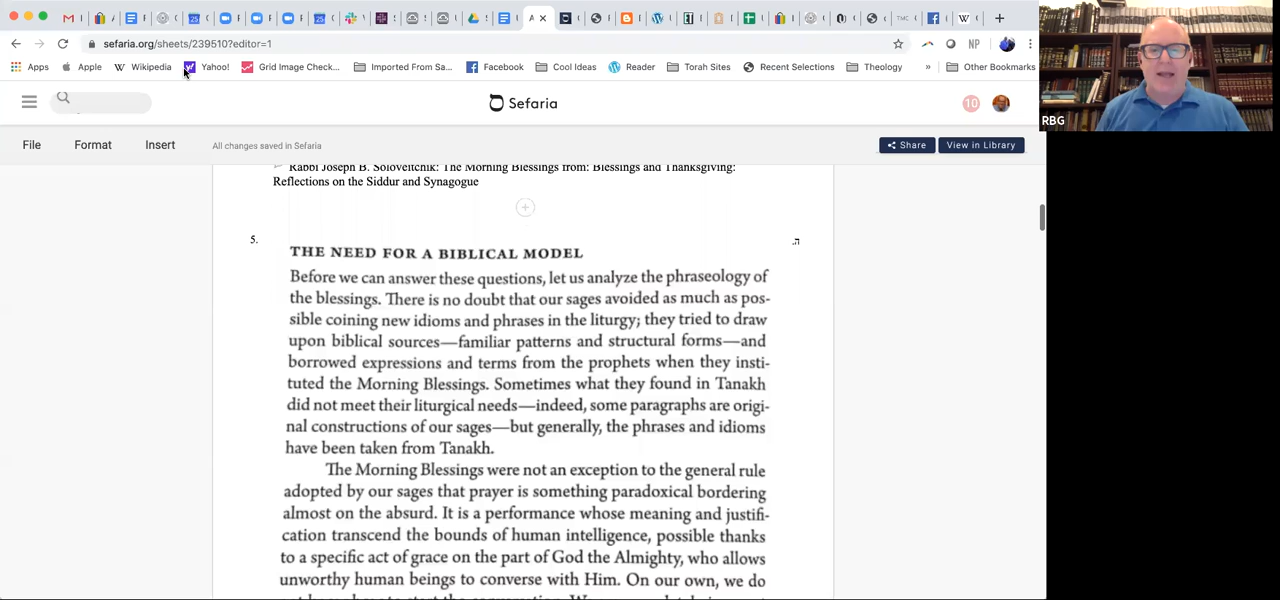 sefaria.org/sheets/239510?editor=1
NP
Apps Apple Wikipedia Yahoo! Grid Image Check... Imported From Sa... Facebook Cool Ideas Reader Torah Sites Recent Selections Theology » Other Bookmarks
RBG
Sefaria
10
File Format Insert All changes saved in Sefaria Share View in Library
Rabbi Joseph B. Soloveitchik: The Morning Blessings from: Blessings and Thanksgiving:
Reflections on the Siddur and Synagogue
5.
ה.
THE NEED FOR A BIBLICAL MODEL
Before we can answer these questions, let us analyze the phraseology of
the blessings. There is no doubt that our sages avoided as much as pos-
sible coining new idioms and phrases in the liturgy; they tried to draw
upon biblical sources—familiar patterns and structural forms—and
borrowed expressions and terms from the prophets when they insti-
tuted the Morning Blessings. Sometimes what they found in Tanakh
did not meet their liturgical needs—indeed, some paragraphs are origi-
nal constructions of our sages—but generally, the phrases and idioms
have been taken from Tanakh.
The Morning Blessings were not an exception to the general rule
adopted by our sages that prayer is something paradoxical bordering
almost on the absurd. It is a performance whose meaning and justifi-
cation transcend the bounds of human intelligence, possible thanks
to a specific act of grace on the part of God the Almighty, who allows
unworthy human beings to converse with Him. On our own, we do